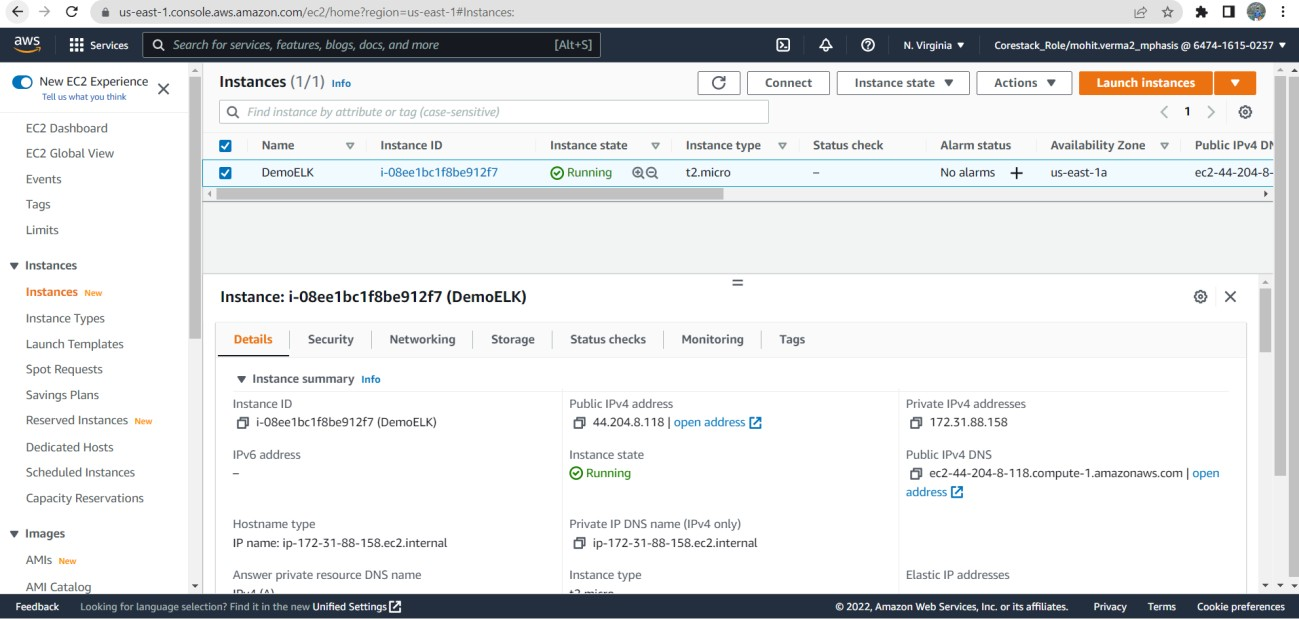 us-east-1.console.aws.amazon.com/ec2/home?region=us-east-1#Instances:
aws Services Search for services, features, blogs, docs, and more [Alt+S] N. Virginia Corestack_Role/mohit.verma2_mphasis @ 6474-1615-0237
New EC2 Experience
Tell us what you think
EC2 Dashboard
EC2 Global View
Events
Tags
Limits
Instances
Instances New
Instance Types
Launch Templates
Spot Requests
Savings Plans
Reserved Instances New
Dedicated Hosts
Scheduled Instances
Capacity Reservations
Images
AMIs New
AMI Catalog
Instances (1/1) Info Connect Instance state Actions Launch instances
Find instance by attribute or tag (case-sensitive) 1
Name Instance ID Instance state Instance type Status check Alarm status Availability Zone Public IPv4 DN
DemoELK i-08ee1bc1f8be912f7 Running t2.micro – No alarms + us-east-1a ec2-44-204-8-
Instance: i-08ee1bc1f8be912f7 (DemoELK)
Details Security Networking Storage Status checks Monitoring Tags
Instance summary Info
Instance ID Public IPv4 address Private IPv4 addresses
i-08ee1bc1f8be912f7 (DemoELK) 44.204.8.118 | open address 172.31.88.158
IPv6 address Instance state Public IPv4 DNS
– Running ec2-44-204-8-118.compute-1.amazonaws.com | open
address
Hostname type Private IP DNS name (IPv4 only)
IP name: ip-172-31-88-158.ec2.internal ip-172-31-88-158.ec2.internal
Answer private resource DNS name Instance type Elastic IP addresses
IPv4 (A) t2.micro
Feedback Looking for language selection? Find it in the new Unified Settings © 2022, Amazon Web Services, Inc. or its affiliates. Privacy Terms Cookie preferences